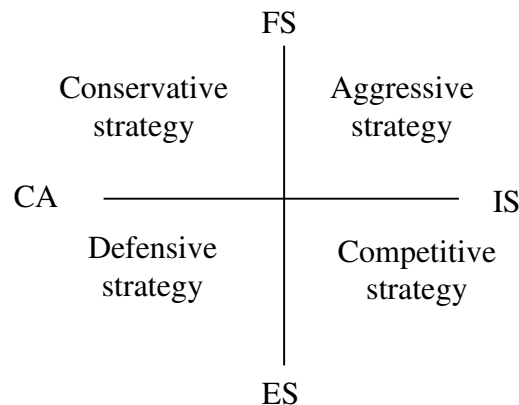 FS
Conservative
strategy
Aggressive
strategy
CA
IS
Defensive
strategy
Competitive
strategy
ES